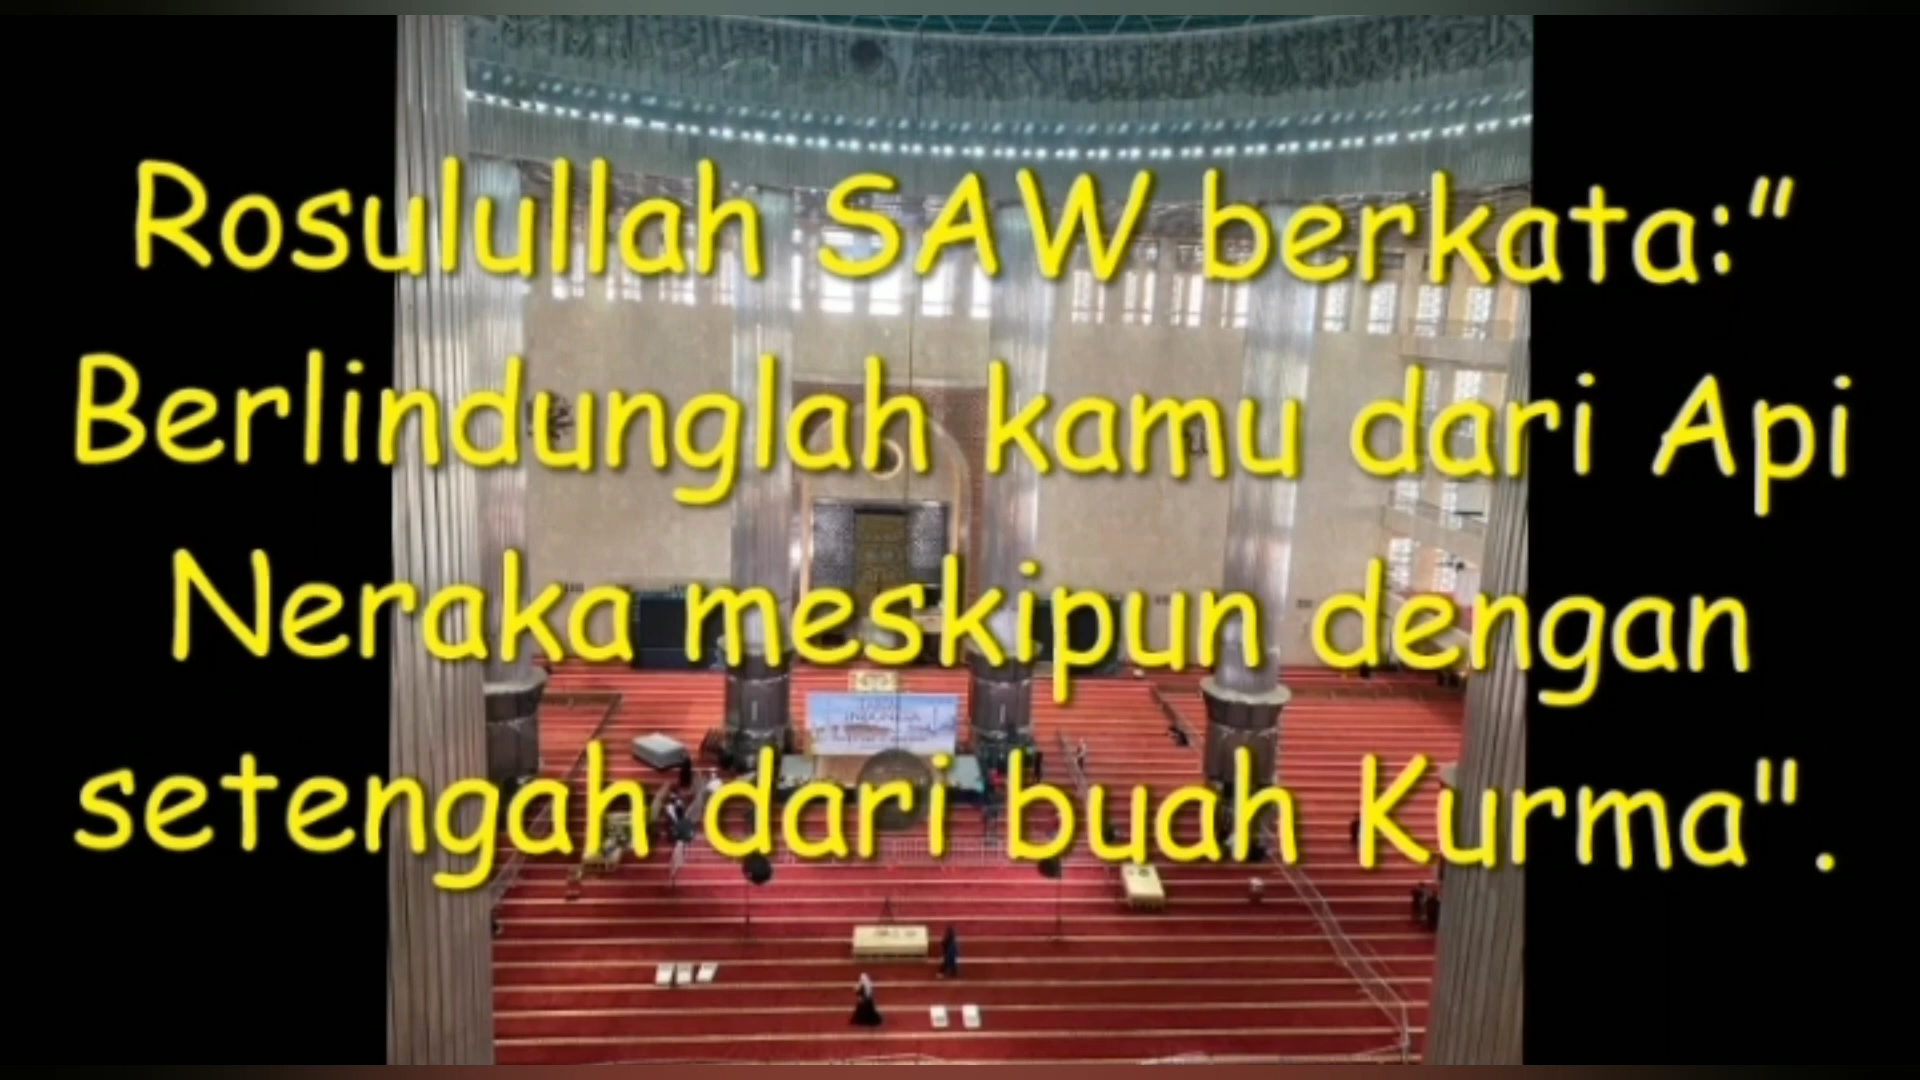 Rosulullah SAW berkata:"
Berlindunglah kamu dari Api
Neraka meskipun dengan
setengah dari buah Kurma".